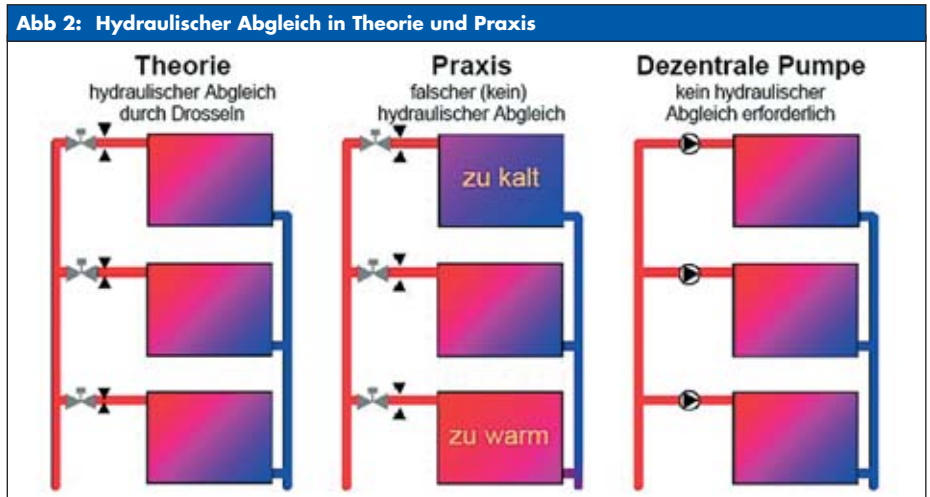 Abb 2: Hydraulischer Abgleich in Theorie und Praxis
Theorie
hydraulischer Abgleich
durch Drosseln
Praxis
falscher (kein)
hydraulischer Abgleich
Dezentrale Pumpe
kein hydraulischer
Abgleich erforderlich
zu kalt
zu warm